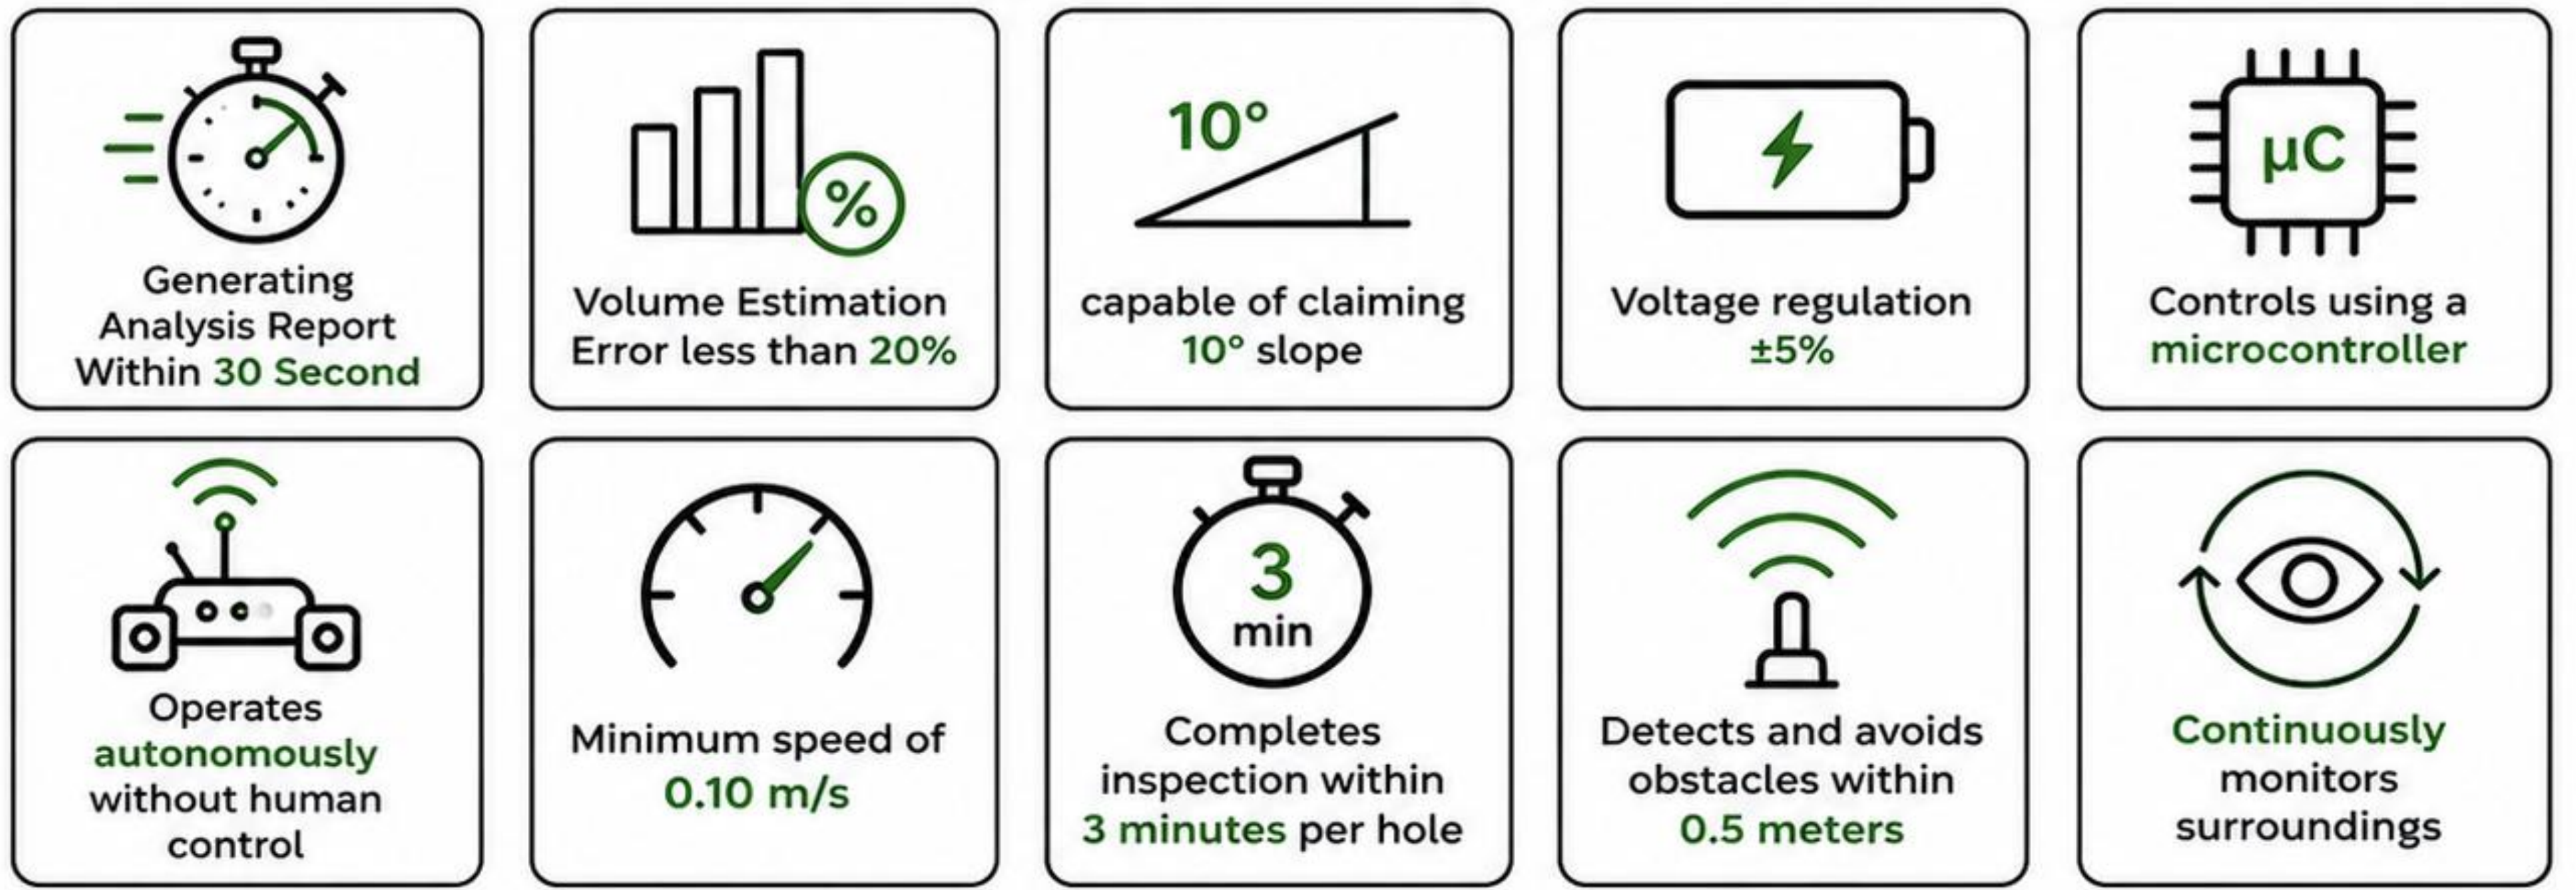 Generating
Analysis Report
Within 30 Second
%
Volume Estimation
Error less than 20%
10°
capable of claiming
10° slope
Voltage regulation
±5%
µC
Controls using a
microcontroller
Operates
autonomously
without human
control
Minimum speed of
0.10 m/s
3
min
Completes
inspection within
3 minutes per hole
Detects and avoids
obstacles within
0.5 meters
Continuously
monitors
surroundings